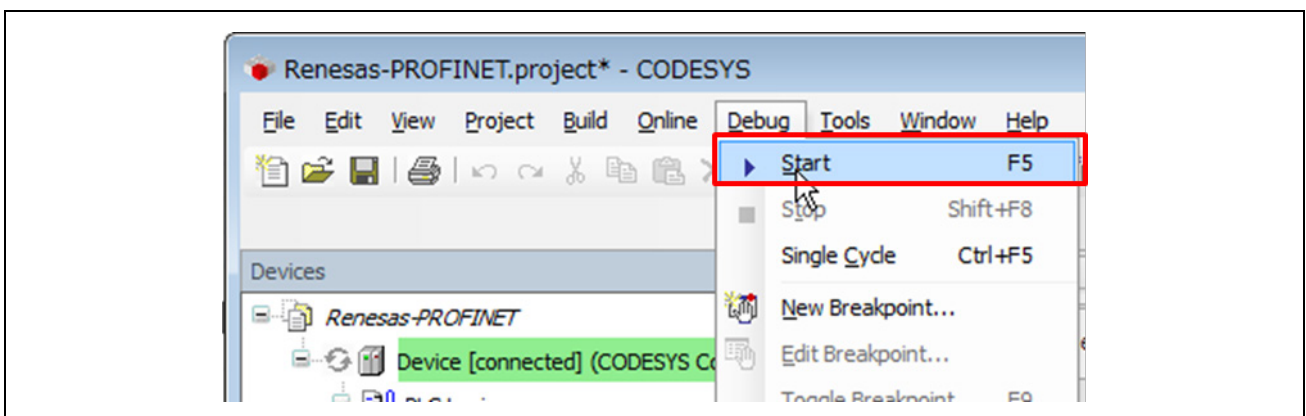 Renesas-PROFINET.project* - CODESYS
File Edit View Project Build Online Debug Tools Window Help
Start F5
Stop Shift+F8
Single Cycle Ctrl+F5
Devices
New Breakpoint...
Renesas-PROFINET
Device [connected] (CODESYS Co
Edit Breakpoint...
Toggle Breakpoint F9